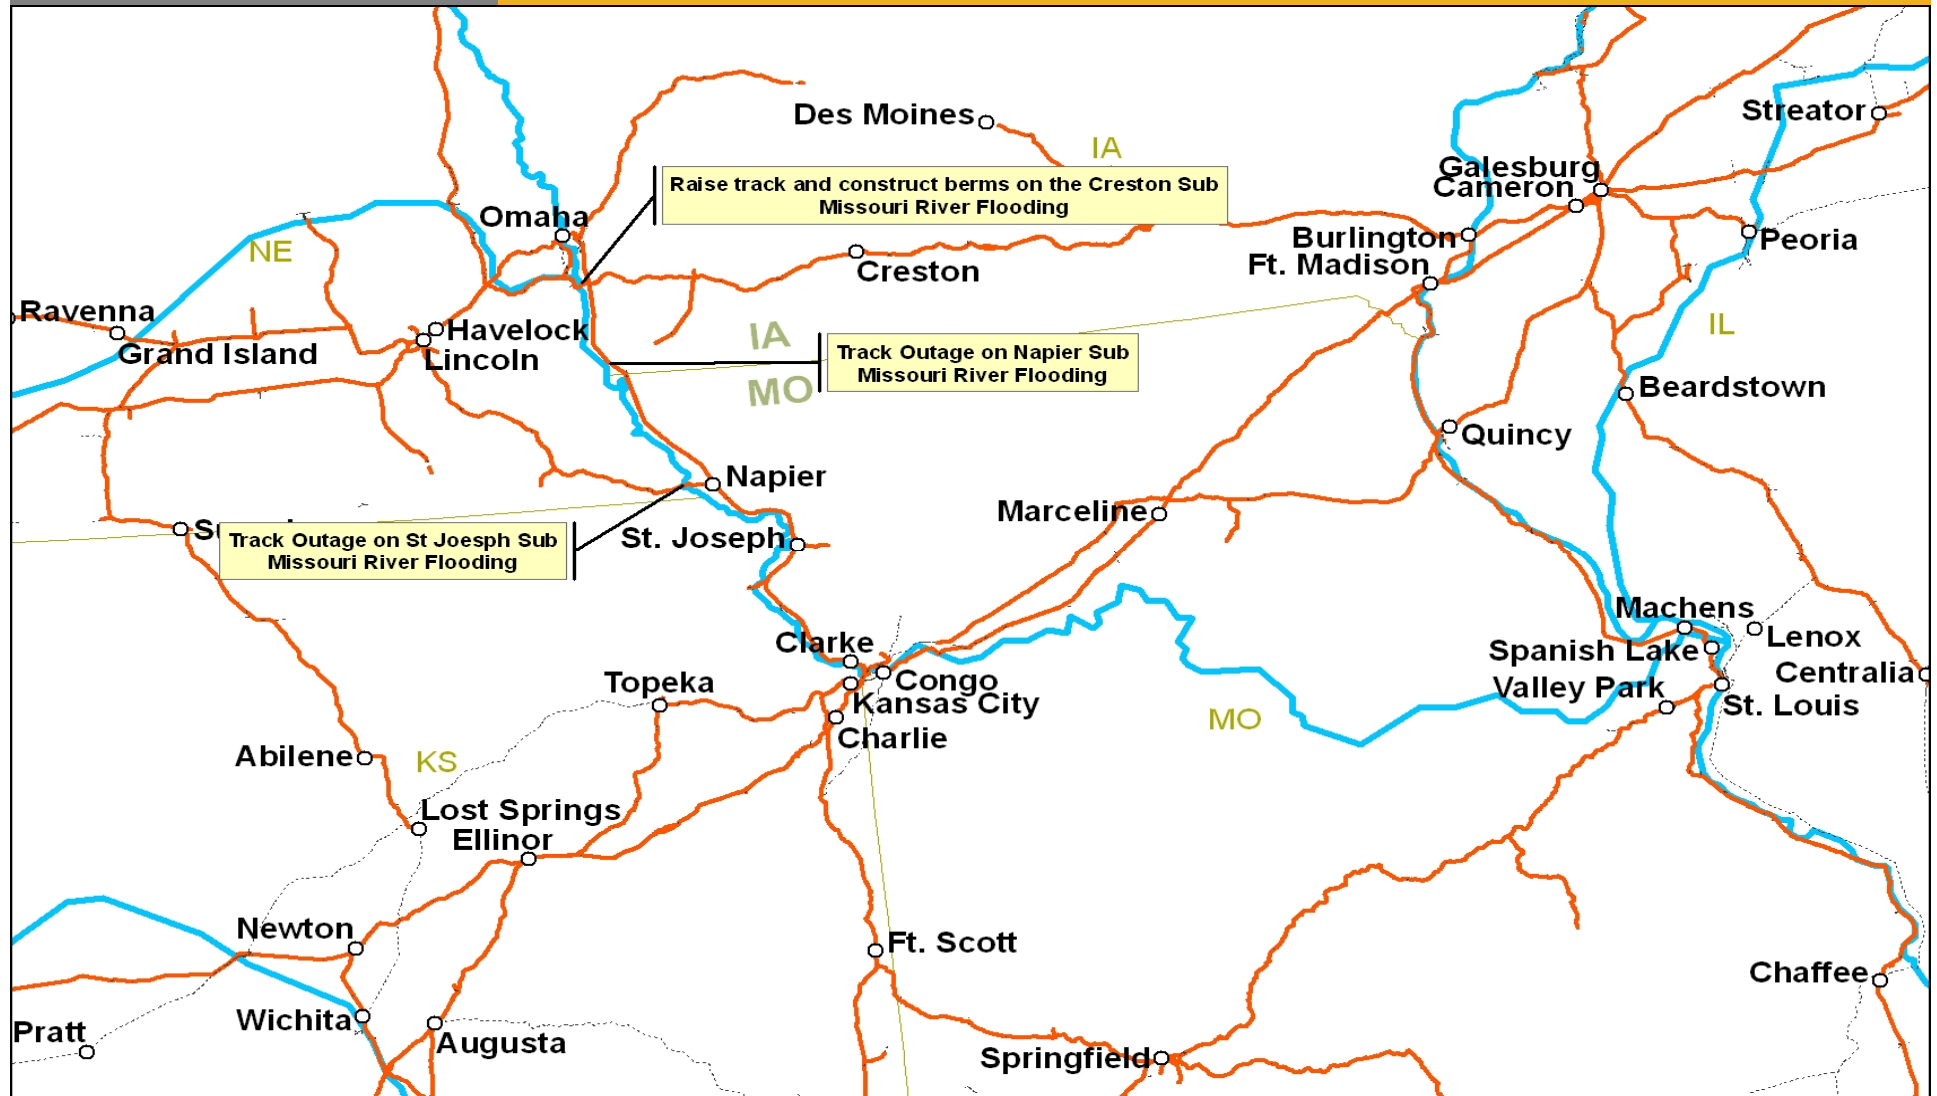 Des Moines
IA
Streator
Raise track and construct berms on the Creston Sub
Missouri River Flooding
Galesburg
Cameron
Omaha
NE
Burlington
Peoria
Creston
Ft. Madison
Ravenna
Havelock
IA
IL
Grand Island
Lincoln
Track Outage on Napier Sub
Missouri River Flooding
MO
Beardstown
Quincy
Napier
Marceline
Track Outage on St Joesph Sub
Missouri River Flooding
St. Joseph
Machens
Clarke
Lenox
Spanish Lake
Centralia
Topeka
Congo
Valley Park
Kansas City
St. Louis
MO
Charlie
Abilene
KS
Lost Springs
Ellinor
Newton
Ft. Scott
Chaffee
Wichita
Pratt
Augusta
Springfield